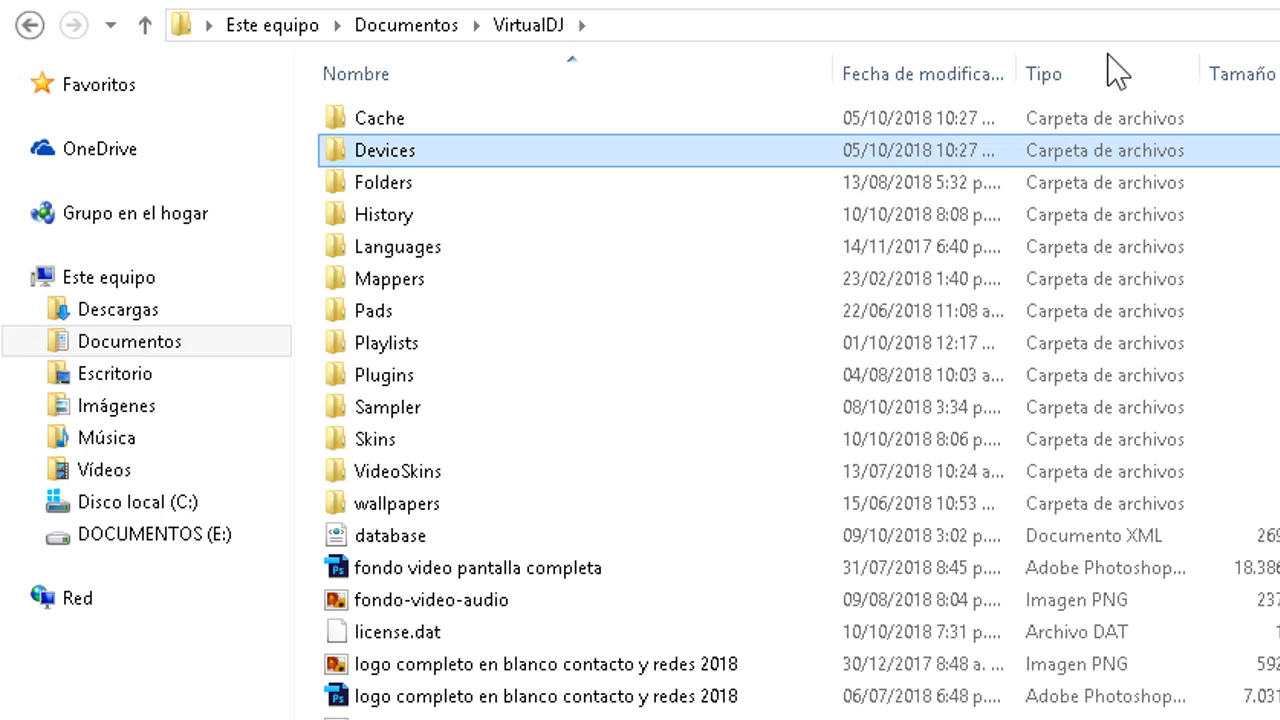 Este equipo Documentos VirtualDJ
Nombre Fecha de modifica... Tipo Tamaño
Favoritos
OneDrive
Grupo en el hogar
Este equipo
Descargas
Documentos
Escritorio
Imágenes
Música
Vídeos
Disco local (C:)
DOCUMENTOS (E:)
Red
Cache 05/10/2018 10:27 ... Carpeta de archivos
Devices 05/10/2018 10:27 ... Carpeta de archivos
Folders 13/08/2018 5:32 p.... Carpeta de archivos
History 10/10/2018 8:08 p.... Carpeta de archivos
Languages 14/11/2017 6:40 p.... Carpeta de archivos
Mappers 23/02/2018 1:40 p.... Carpeta de archivos
Pads 22/06/2018 11:08 a... Carpeta de archivos
Playlists 01/10/2018 12:17 ... Carpeta de archivos
Plugins 04/08/2018 10:03 a... Carpeta de archivos
Sampler 08/10/2018 3:34 p.... Carpeta de archivos
Skins 10/10/2018 8:06 p.... Carpeta de archivos
VideoSkins 13/07/2018 10:24 a... Carpeta de archivos
wallpapers 15/06/2018 10:53 ... Carpeta de archivos
database 09/10/2018 3:02 p.... Documento XML 269
fondo video pantalla completa 31/07/2018 8:45 p.... Adobe Photoshop... 18.386
fondo-video-audio 09/08/2018 8:04 p.... Imagen PNG 237
license.dat 10/10/2018 7:31 p.... Archivo DAT 1
logo completo en blanco contacto y redes 2018 30/12/2017 8:48 a. ... Imagen PNG 592
logo completo en blanco contacto y redes 2018 06/07/2018 6:48 p.... Adobe Photoshop... 7.031